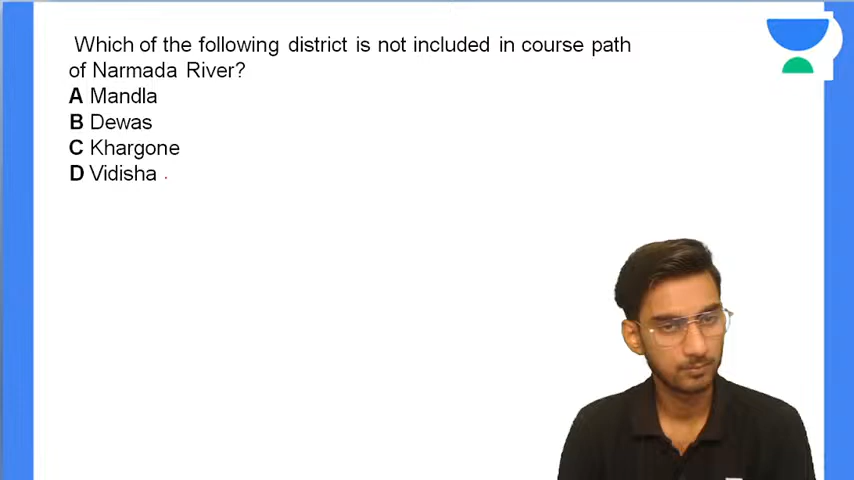 Which of the following district is not included in course path
of Narmada River?
A Mandla
B Dewas
C Khargone
D Vidisha